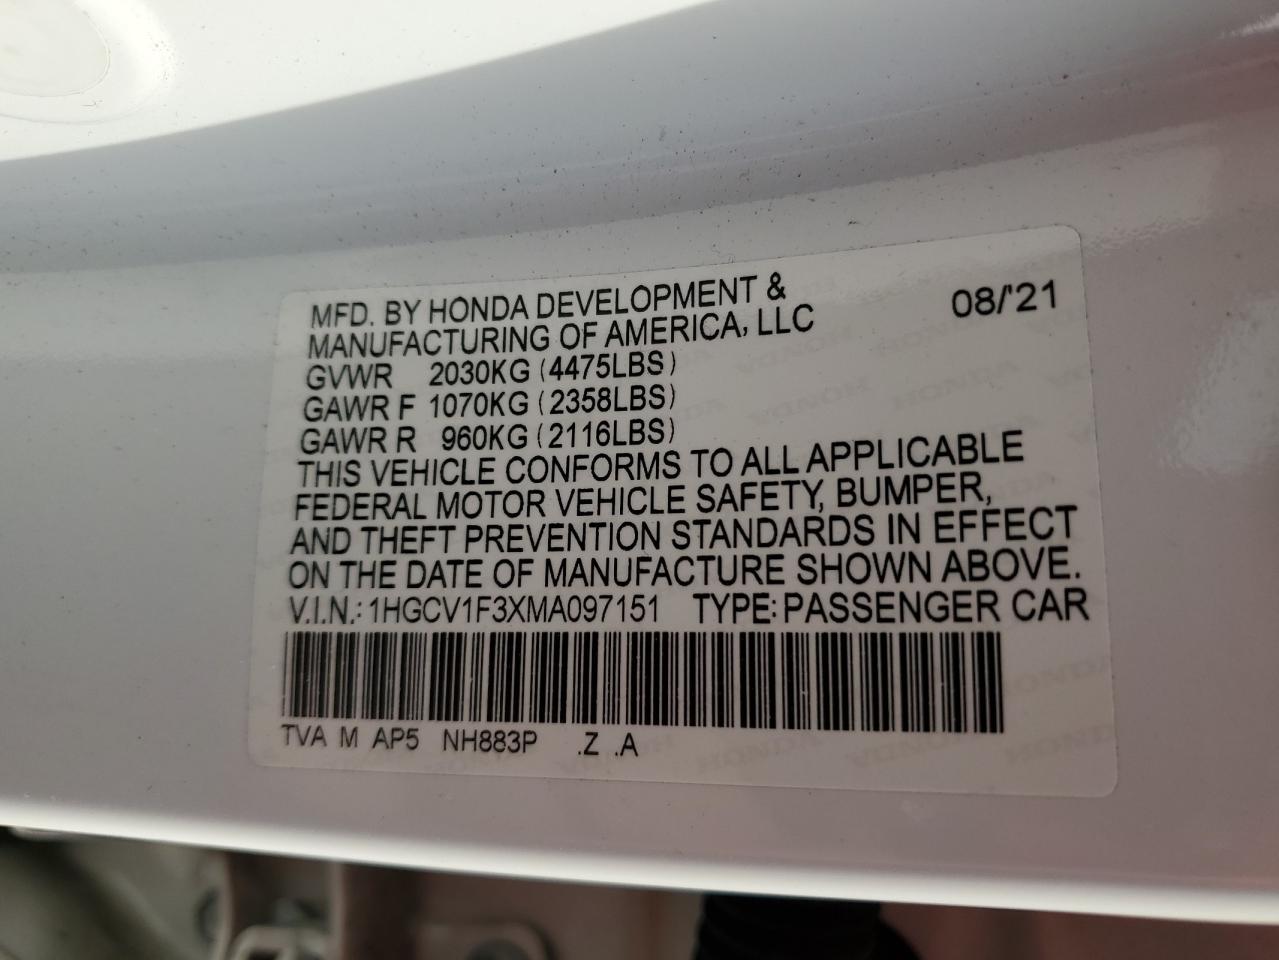 MFD. BY HONDA DEVELOPMENT & 08/'21
MANUFACTURING OF AMERICA, LLC
GVWR 2030KG (4475LBS)
GAWR F 1070KG (2358LBS)
GAWR R 960KG (2116LBS)
THIS VEHICLE CONFORMS TO ALL APPLICABLE
FEDERAL MOTOR VEHICLE SAFETY, BUMPER,
AND THEFT PREVENTION STANDARDS IN EFFECT
ON THE DATE OF MANUFACTURE SHOWN ABOVE.
V.I.N.: 1HGCV1F3XMA097151 TYPE: PASSENGER CAR
TVA M AP5 NH883P .Z .A